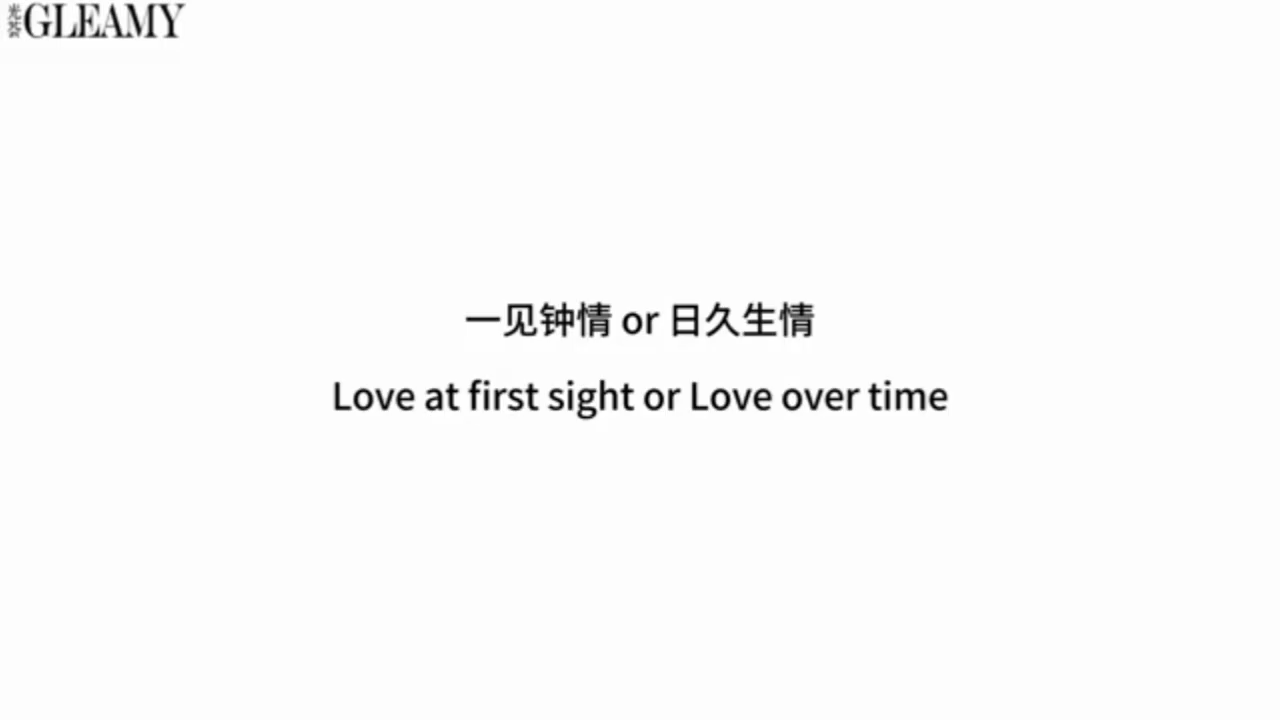 GLEAMY
一见钟情 or 日久生情
Love at first sight or Love over time